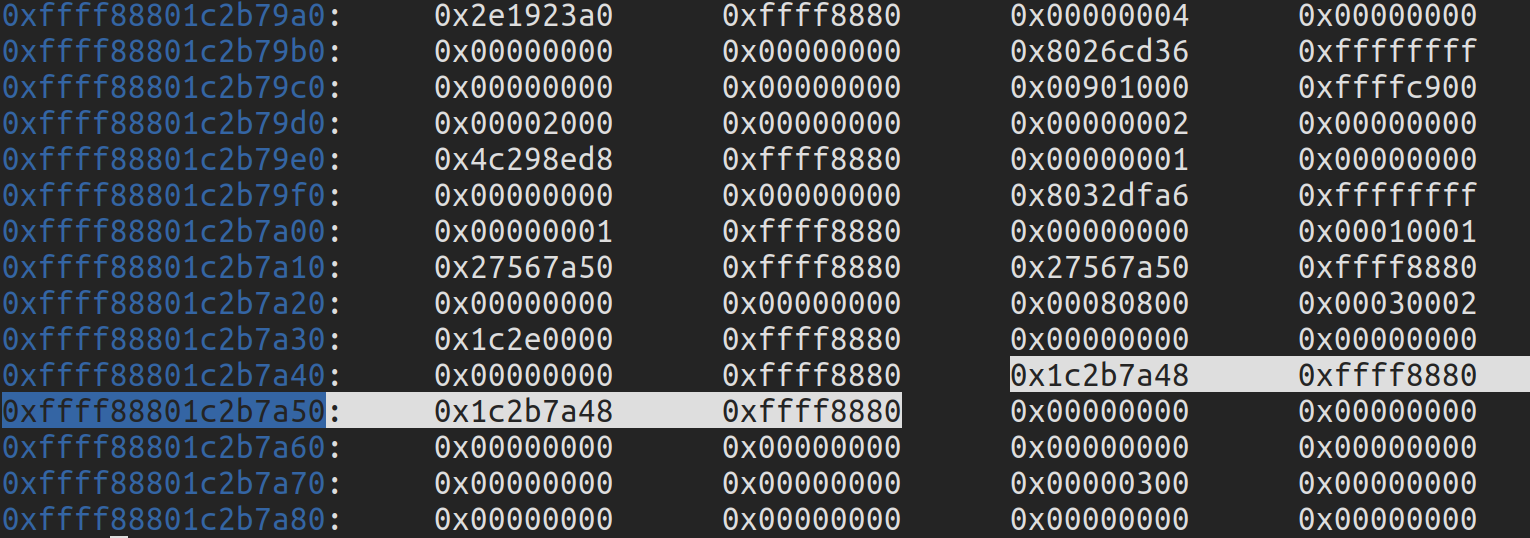 0xffff88801c2b79a0: 0x2e1923a0 0xffff8880 0x00000004 0x00000000
0xffff88801c2b79b0: 0x00000000 0x00000000 0x8026cd36 0xffffffff
0xffff88801c2b79c0: 0x00000000 0x00000000 0x00901000 0xffffc900
0xffff88801c2b79d0: 0x00002000 0x00000000 0x00000002 0x00000000
0xffff88801c2b79e0: 0x4c298ed8 0xffff8880 0x00000001 0x00000000
0xffff88801c2b79f0: 0x00000000 0x00000000 0x8032dfa6 0xffffffff
0xffff88801c2b7a00: 0x00000001 0xffff8880 0x00000000 0x00010001
0xffff88801c2b7a10: 0x27567a50 0xffff8880 0x27567a50 0xffff8880
0xffff88801c2b7a20: 0x00000000 0x00000000 0x00080800 0x00030002
0xffff88801c2b7a30: 0x1c2e0000 0xffff8880 0x00000000 0x00000000
0xffff88801c2b7a40: 0x00000000 0xffff8880 0x1c2b7a48 0xffff8880
0xffff88801c2b7a50: 0x1c2b7a48 0xffff8880 0x00000000 0x00000000
0xffff88801c2b7a60: 0x00000000 0x00000000 0x00000000 0x00000000
0xffff88801c2b7a70: 0x00000000 0x00000000 0x00000300 0x00000000
0xffff88801c2b7a80: 0x00000000 0x00000000 0x00000000 0x00000000